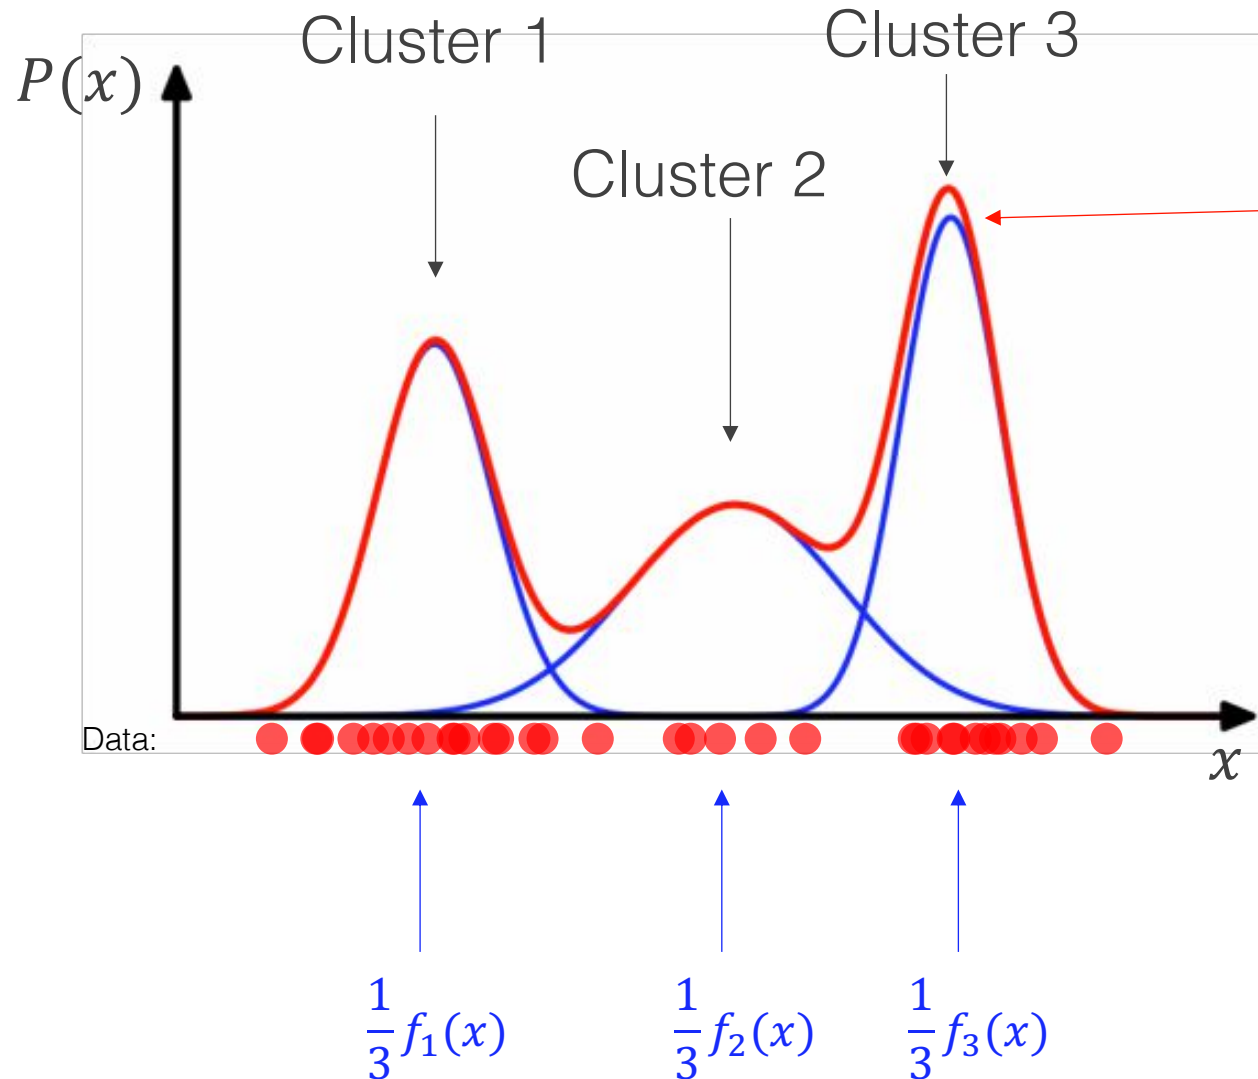 Cluster 1
Cluster 3
P(x)
Cluster 2
Data:
x
1/3 f₁(x)
1/3 f₂(x)
1/3 f₃(x)